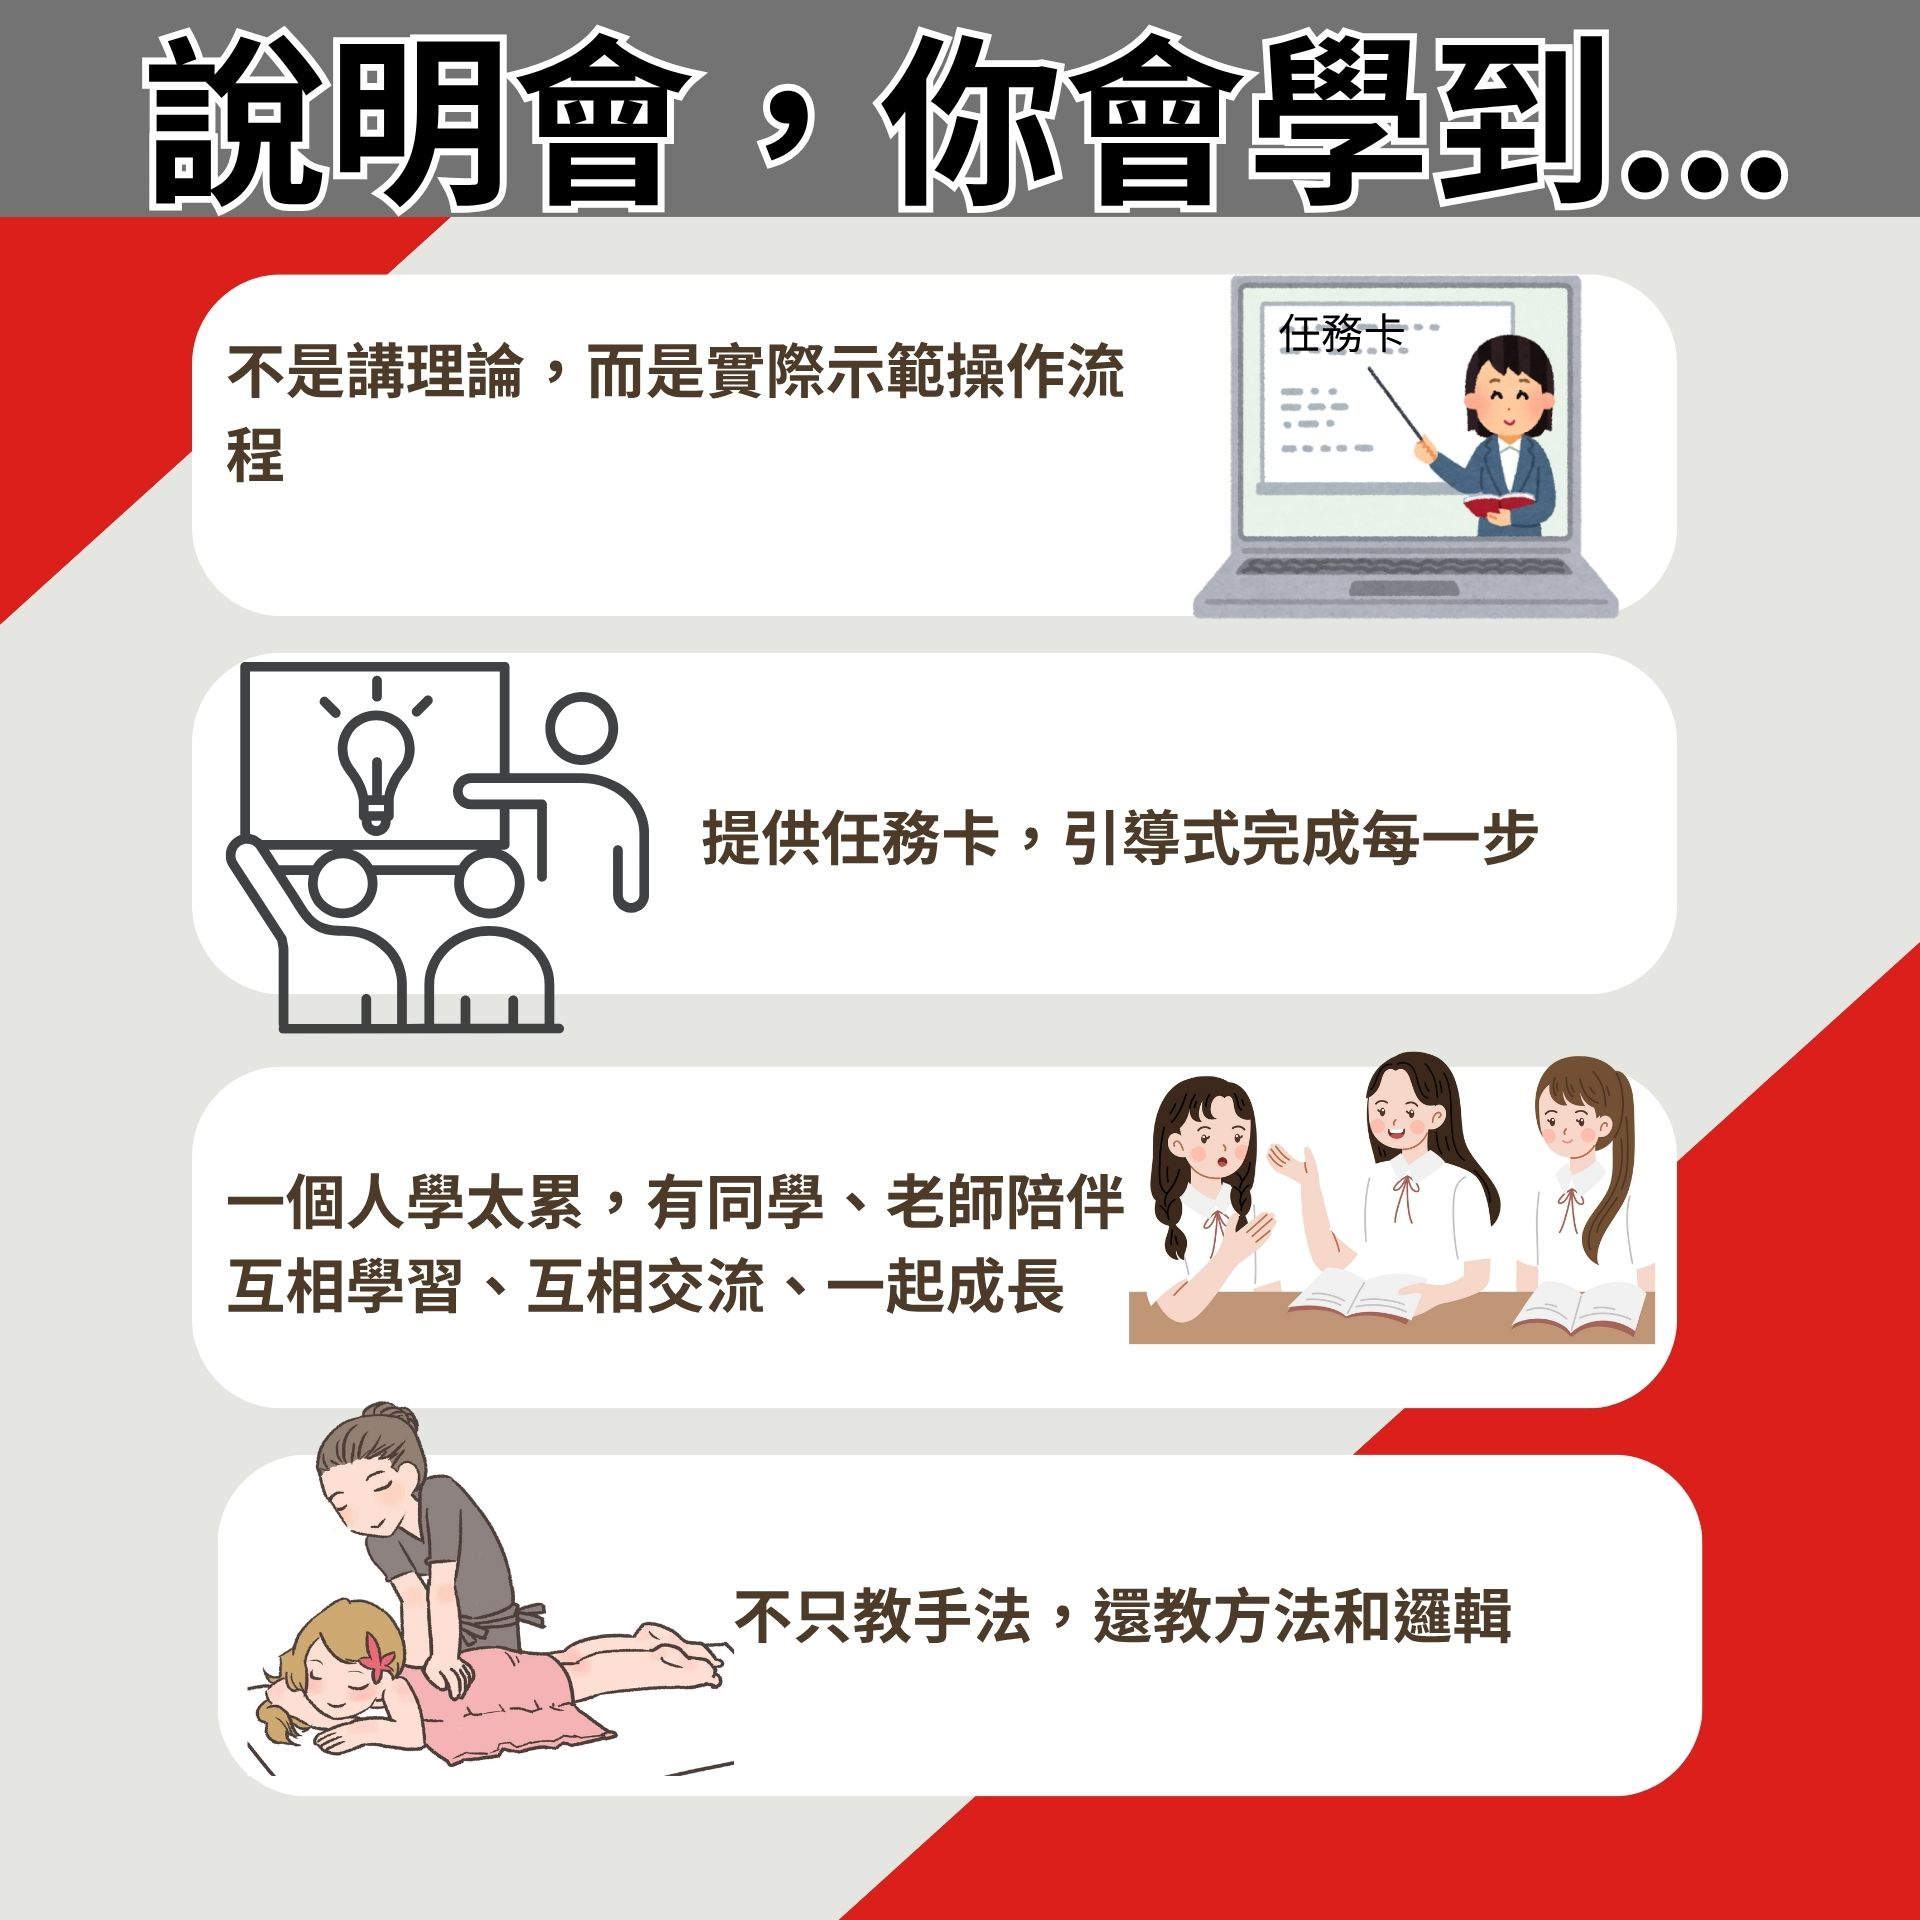 說明會，你會學到...
不是講理論，而是實際示範操作流
程
任務卡
提供任務卡，引導式完成每一步
一個人學太累，有同學、老師陪伴
互相學習、互相交流、一起成長
不只教手法，還教方法和邏輯